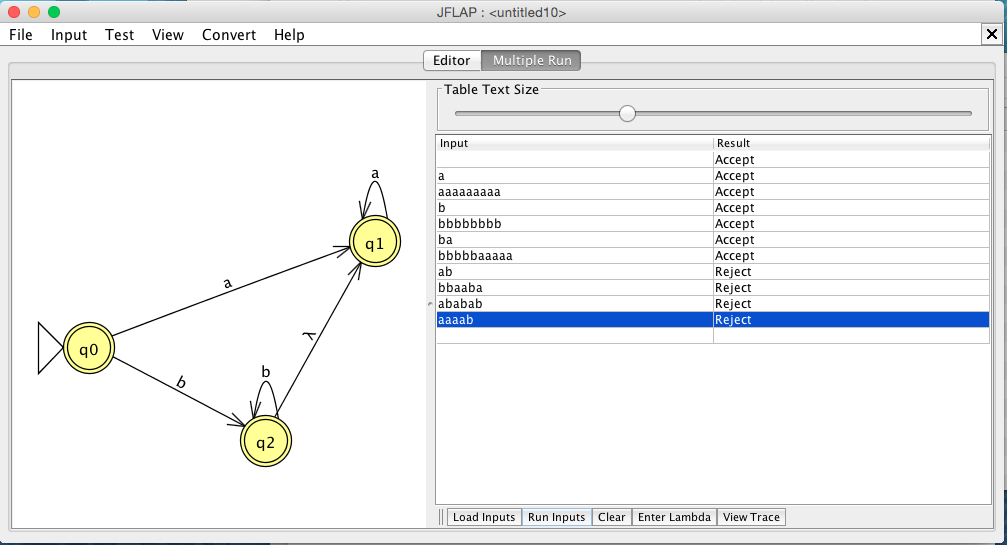 JFLAP : <untitled10>
File Input Test View Convert Help
Editor Multiple Run
Table Text Size
Input Result
Accept
a Accept
aaaaaaaaa Accept
b Accept
bbbbbbbb Accept
ba Accept
bbbbbaaaaa Accept
ab Reject
bbaaba Reject
ababab Reject
aaaab Reject
a
q1
a
λ
q0
b
b
q2
Load Inputs Run Inputs Clear Enter Lambda View Trace